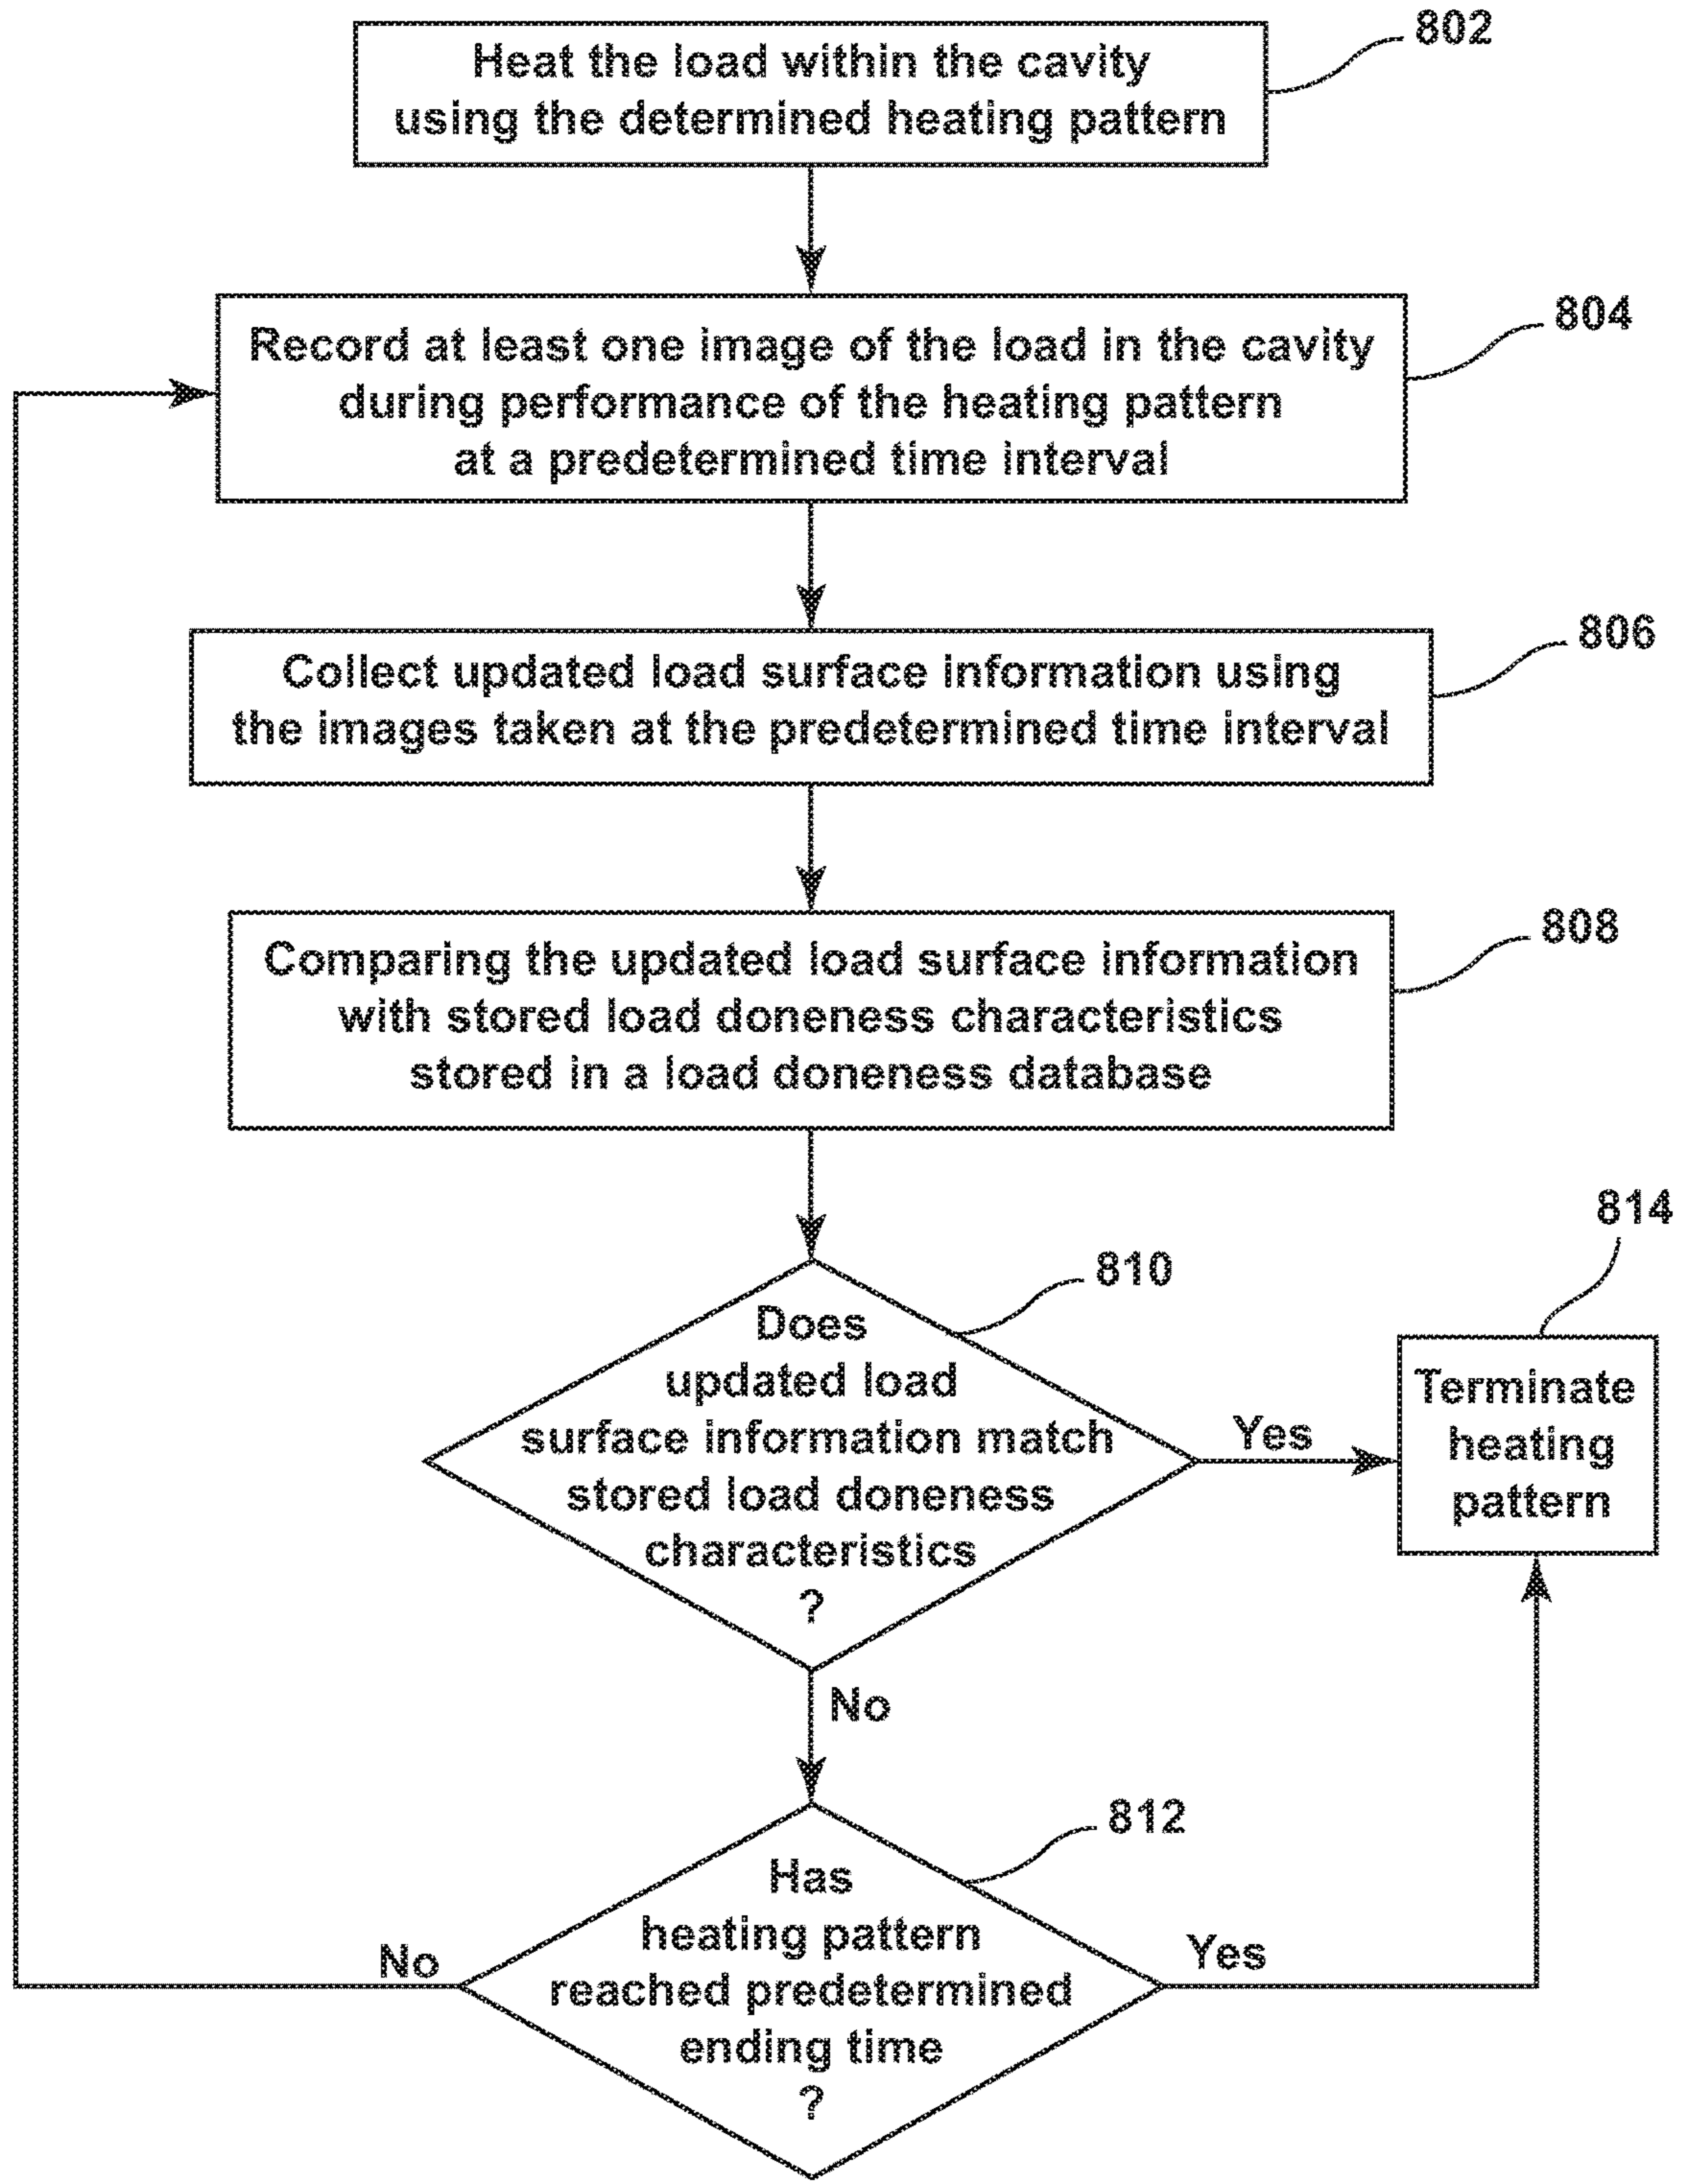 802
Heat the load within the cavity
using the determined heating pattern
804
Record at least one image of the load in the cavity
during performance of the heating pattern
at a predetermined time interval
806
Collect updated load surface information using
the images taken at the predetermined time interval
808
Comparing the updated load surface information
with stored load doneness characteristics
stored in a load doneness database
810
Does
updated load
surface information match
stored load doneness
characteristics
?
Yes
814
Terminate
heating
pattern
No
812
Has
heating pattern
reached predetermined
ending time
?
No
Yes